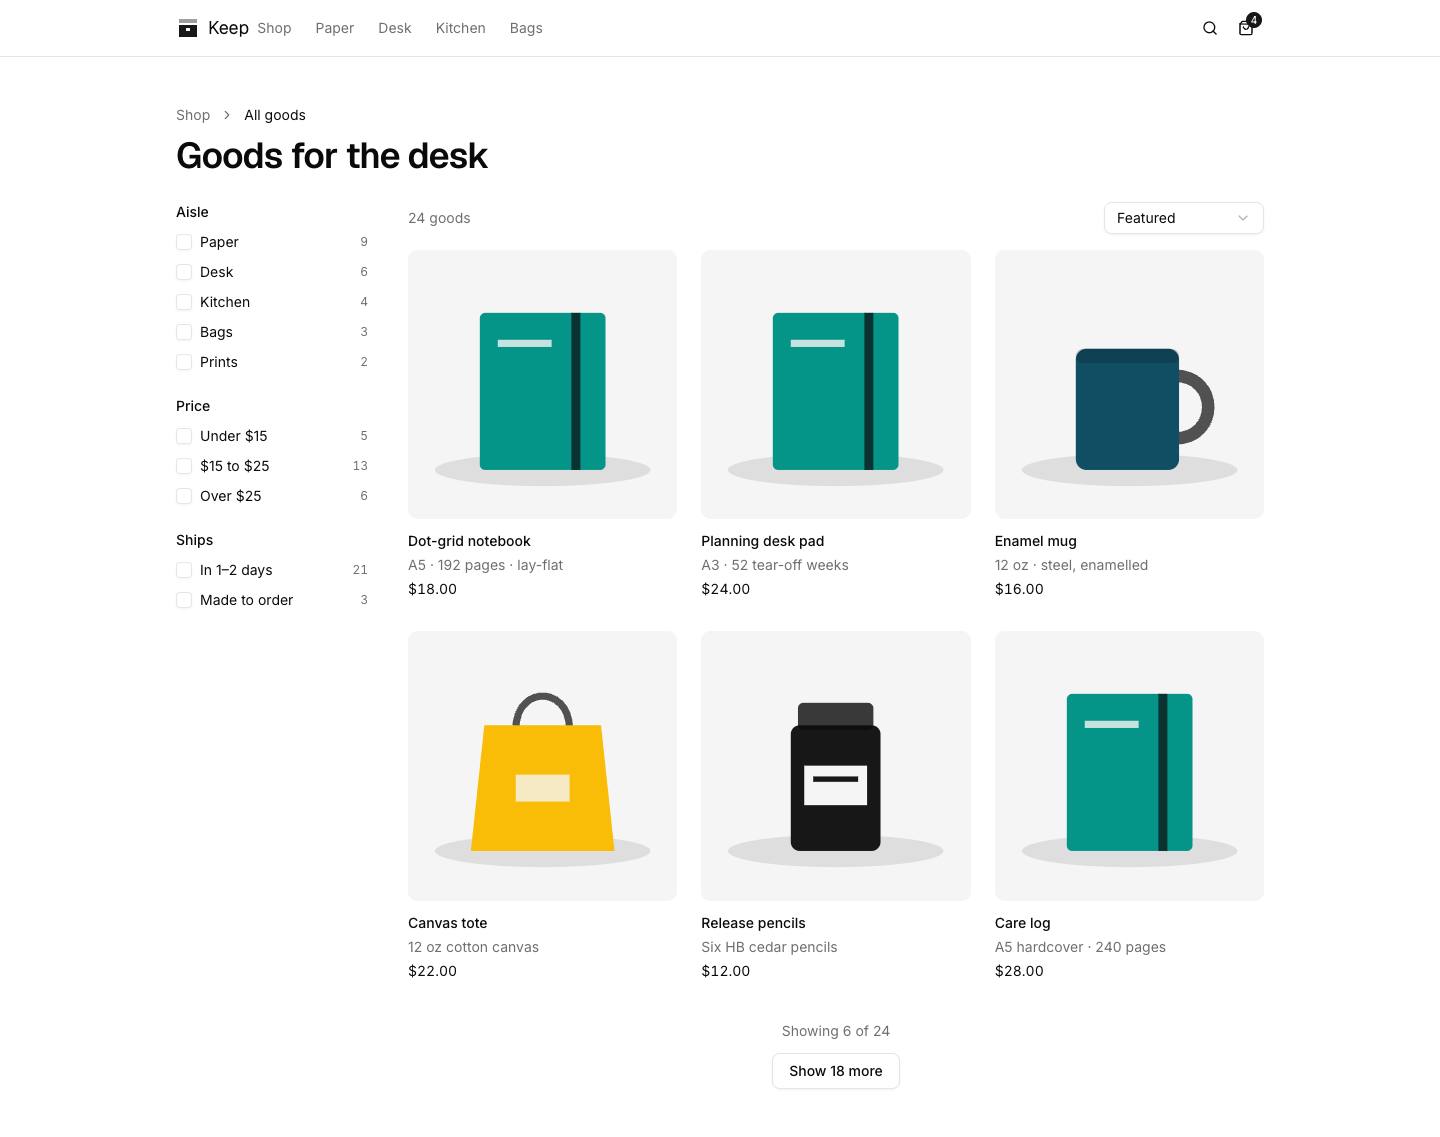 Keep Shop Paper Desk Kitchen Bags 4
Shop All goods
Goods for the desk
Aisle
Paper 9
Desk 6
Kitchen 4
Bags 3
Prints 2
Price
Under $15 5
$15 to $25 13
Over $25 6
Ships
In 1–2 days 21
Made to order 3
24 goods
Featured
Dot-grid notebook
A5 · 192 pages · lay-flat
$18.00
Planning desk pad
A3 · 52 tear-off weeks
$24.00
Enamel mug
12 oz · steel, enamelled
$16.00
Canvas tote
12 oz cotton canvas
$22.00
Release pencils
Six HB cedar pencils
$12.00
Care log
A5 hardcover · 240 pages
$28.00
Showing 6 of 24
Show 18 more